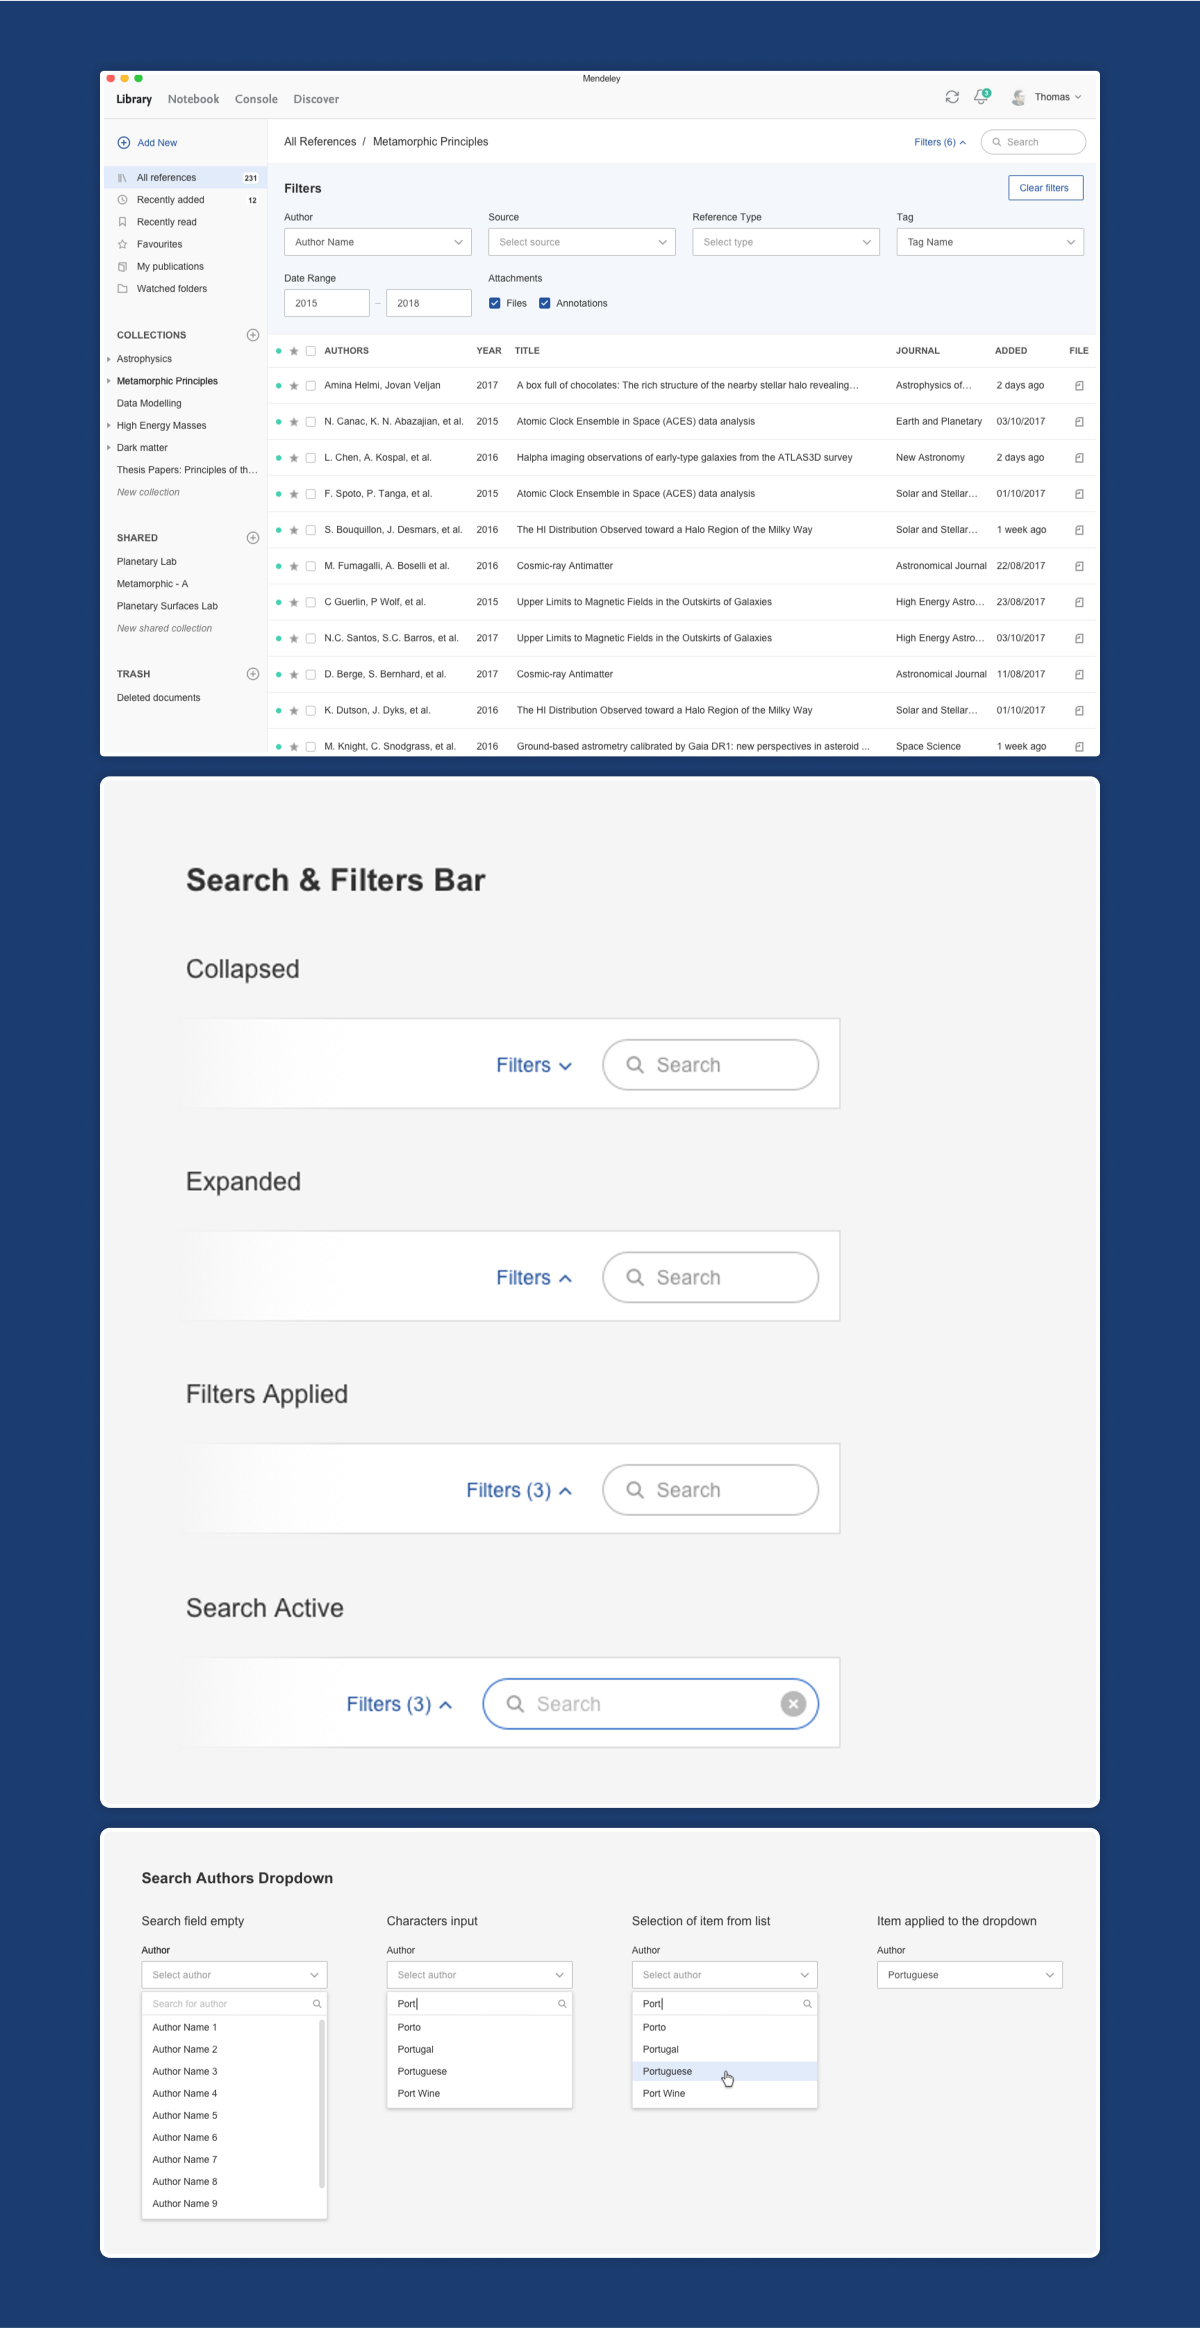 Mendeley
Library Notebook Console Discover
3 Thomas
Add New
All References / Metamorphic Principles
Filters (6) Search
All references 231
Recently added 12
Recently read
Favourites
My publications
Watched folders
COLLECTIONS
Astrophysics
Metamorphic Principles
Data Modelling
High Energy Masses
Dark matter
Thesis Papers: Principles of th...
New collection
SHARED
Planetary Lab
Metamorphic - A
Planetary Surfaces Lab
New shared collection
TRASH
Deleted documents
Filters Clear filters
Author Source Reference Type Tag
Author Name Select source Select type Tag Name
Date Range Attachments
2015 – 2018 Files Annotations
AUTHORS YEAR TITLE JOURNAL ADDED FILE
Amina Helmi, Jovan Veljan 2017 A box full of chocolates: The rich structure of the nearby stellar halo revealing... Astrophysics of... 2 days ago
N. Canac, K. N. Abazajian, et al. 2015 Atomic Clock Ensemble in Space (ACES) data analysis Earth and Planetary 03/10/2017
L. Chen, A. Kospal, et al. 2016 Halpha imaging observations of early-type galaxies from the ATLAS3D survey New Astronomy 2 days ago
F. Spoto, P. Tanga, et al. 2015 Atomic Clock Ensemble in Space (ACES) data analysis Solar and Stellar... 01/10/2017
S. Bouquillon, J. Desmars, et al. 2016 The HI Distribution Observed toward a Halo Region of the Milky Way Solar and Stellar... 1 week ago
M. Fumagalli, A. Boselli et al. 2016 Cosmic-ray Antimatter Astronomical Journal 22/08/2017
C Guerlin, P Wolf, et al. 2015 Upper Limits to Magnetic Fields in the Outskirts of Galaxies High Energy Astro... 23/08/2017
N.C. Santos, S.C. Barros, et al. 2017 Upper Limits to Magnetic Fields in the Outskirts of Galaxies High Energy Astro... 03/10/2017
D. Berge, S. Bernhard, et al. 2017 Cosmic-ray Antimatter Astronomical Journal 11/08/2017
K. Dutson, J. Dyks, et al. 2016 The HI Distribution Observed toward a Halo Region of the Milky Way Solar and Stellar... 01/10/2017
M. Knight, C. Snodgrass, et al. 2016 Ground-based astrometry calibrated by Gaia DR1: new perspectives in asteroid ... Space Science 1 week ago
Search & Filters Bar
Collapsed
Filters Search
Expanded
Filters Search
Filters Applied
Filters (3) Search
Search Active
Filters (3) Search
Search Authors Dropdown
Search field empty
Author
Select author
Search for author
Author Name 1
Author Name 2
Author Name 3
Author Name 4
Author Name 5
Author Name 6
Author Name 7
Author Name 8
Author Name 9
Characters input
Author
Select author
Port
Porto
Portugal
Portuguese
Port Wine
Selection of item from list
Author
Select author
Port
Porto
Portugal
Portuguese
Port Wine
Item applied to the dropdown
Author
Portuguese